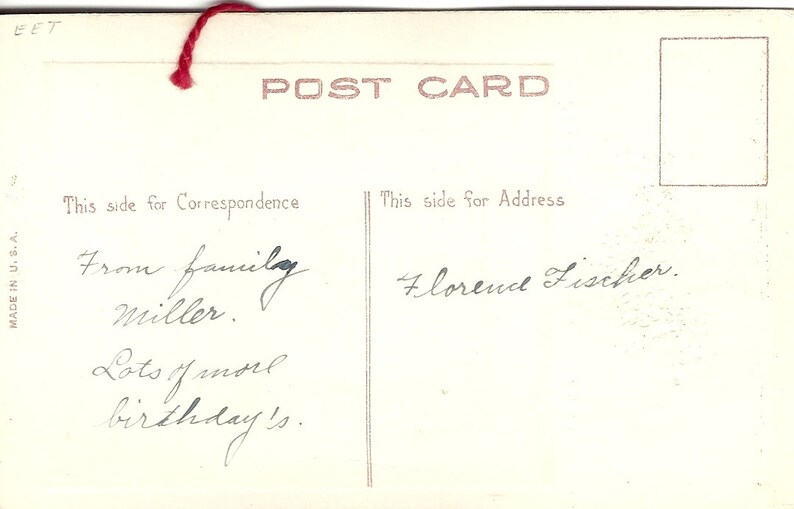 EET
POST CARD
This side for Correspondence
This side for Address
MADE IN U.S.A.
From family
Miller.
Lots of more
birthday's.
Florence Fischer.